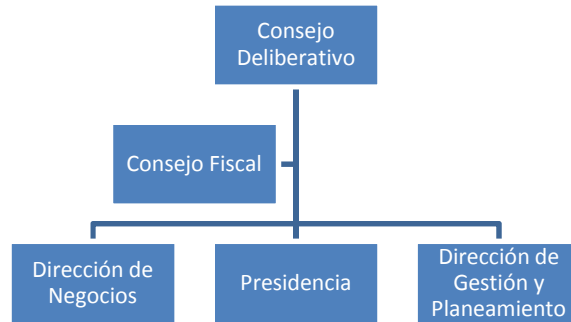 Consejo
Deliberativo
Consejo Fiscal
Dirección de
Negocios
Presidencia
Dirección de
Gestión y
Planeamiento